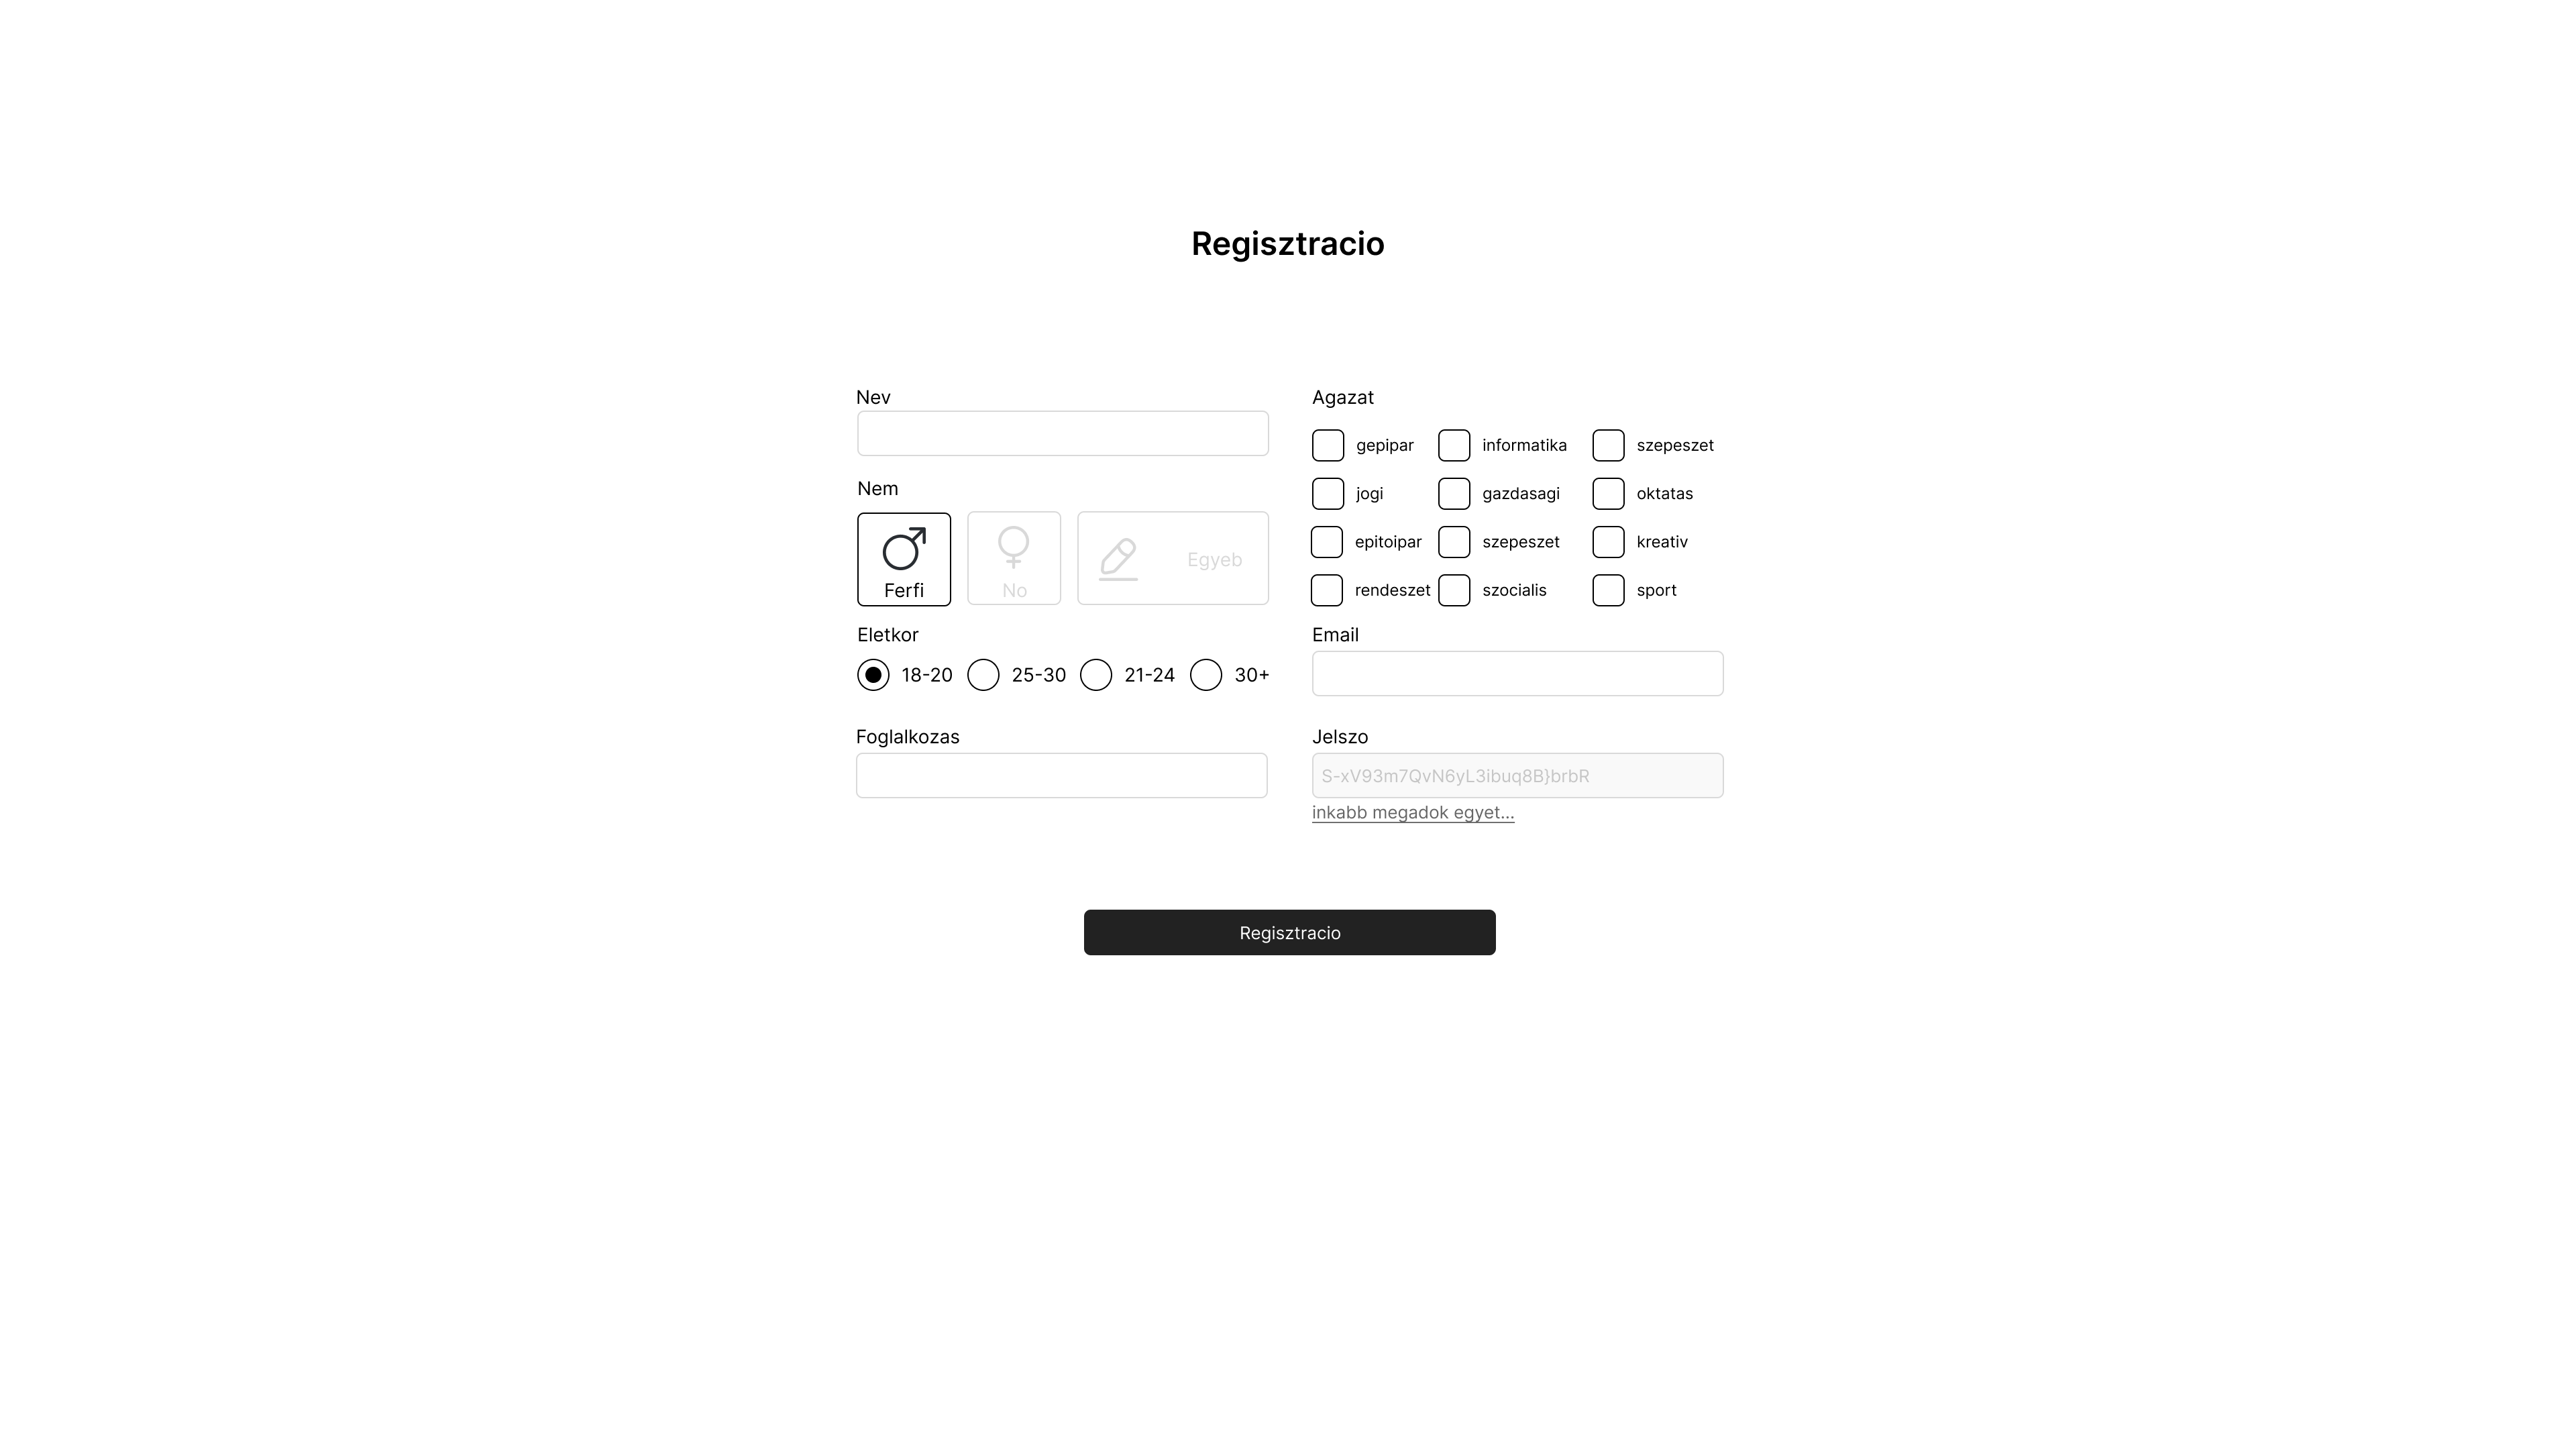 Regisztracio
Nev
Nem
Ferfi
No
Egyeb
Eletkor
18-20 25-30 21-24 30+
Foglalkozas
Agazat
gepipar informatika szepeszet
jogi gazdasagi oktatas
epitoipar szepeszet kreativ
rendeszet szocialis sport
Email
Jelszo
S-xV93m7QvN6yL3ibuq8B}brbR
inkabb megadok egyet...
Regisztracio